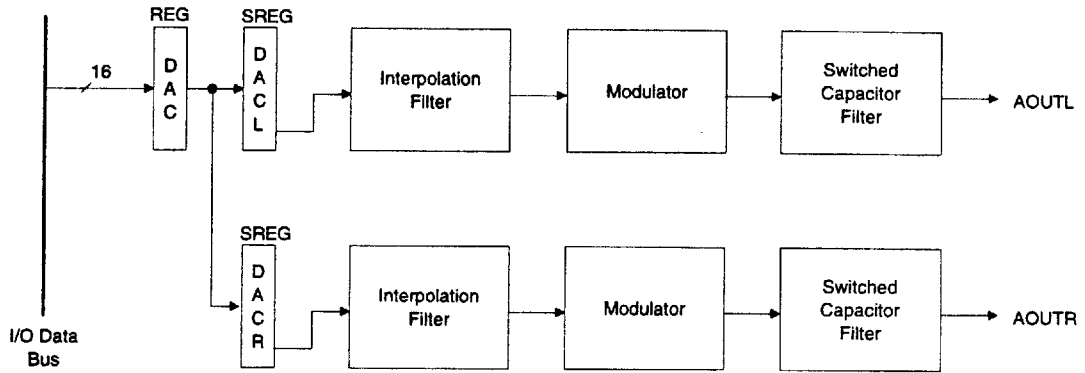 REG
SREG
16
D
A
C
D
A
C
L
Interpolation
Filter
Modulator
Switched
Capacitor
Filter
AOUTL
SREG
D
A
C
R
Interpolation
Filter
Modulator
Switched
Capacitor
Filter
AOUTR
I/O Data
Bus